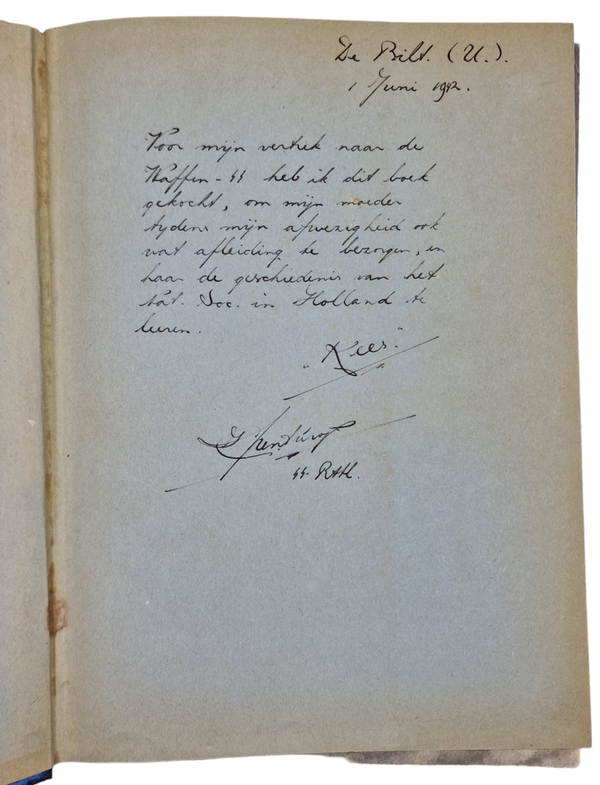 De Bilt. (U.).
1 Juni 1942.
Voor mijn vertrek naar de
Waffen-SS heb ik dit boek
gekocht, om mijn moeder
tydens mijn afwezigheid ook
wat afleiding te bezorgen, en
haar de geschiedenis van het
Nat. Soc. in Holland te
leeren.
"Kees."
SS-Rttf.